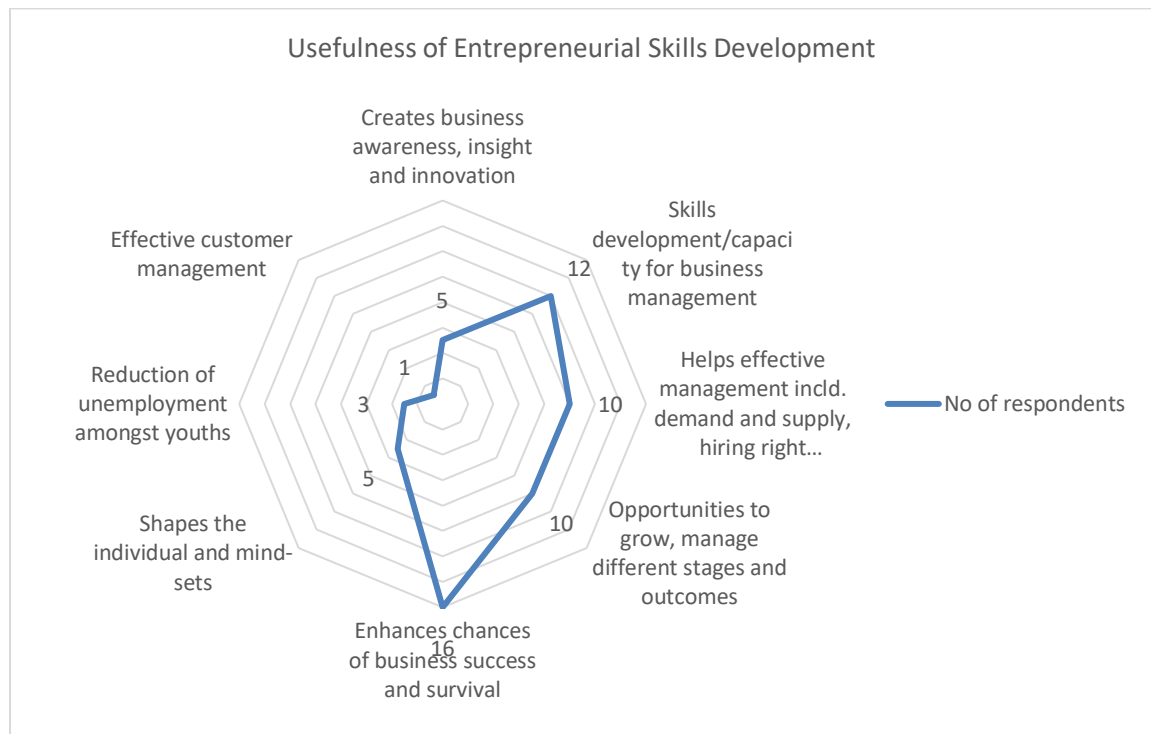 Usefulness of Entrepreneurial Skills Development
Creates business
awareness, insight
and innovation
5
Skills
development/capaci
ty for business
management
12
Helps effective
management incld.
demand and supply,
hiring right...
10
Opportunities to
grow, manage
different stages and
outcomes
10
Enhances chances
of business success
and survival
16
Shapes the
individual and mind-
sets
5
Reduction of
unemployment
amongst youths
3
Effective customer
management
1
No of respondents